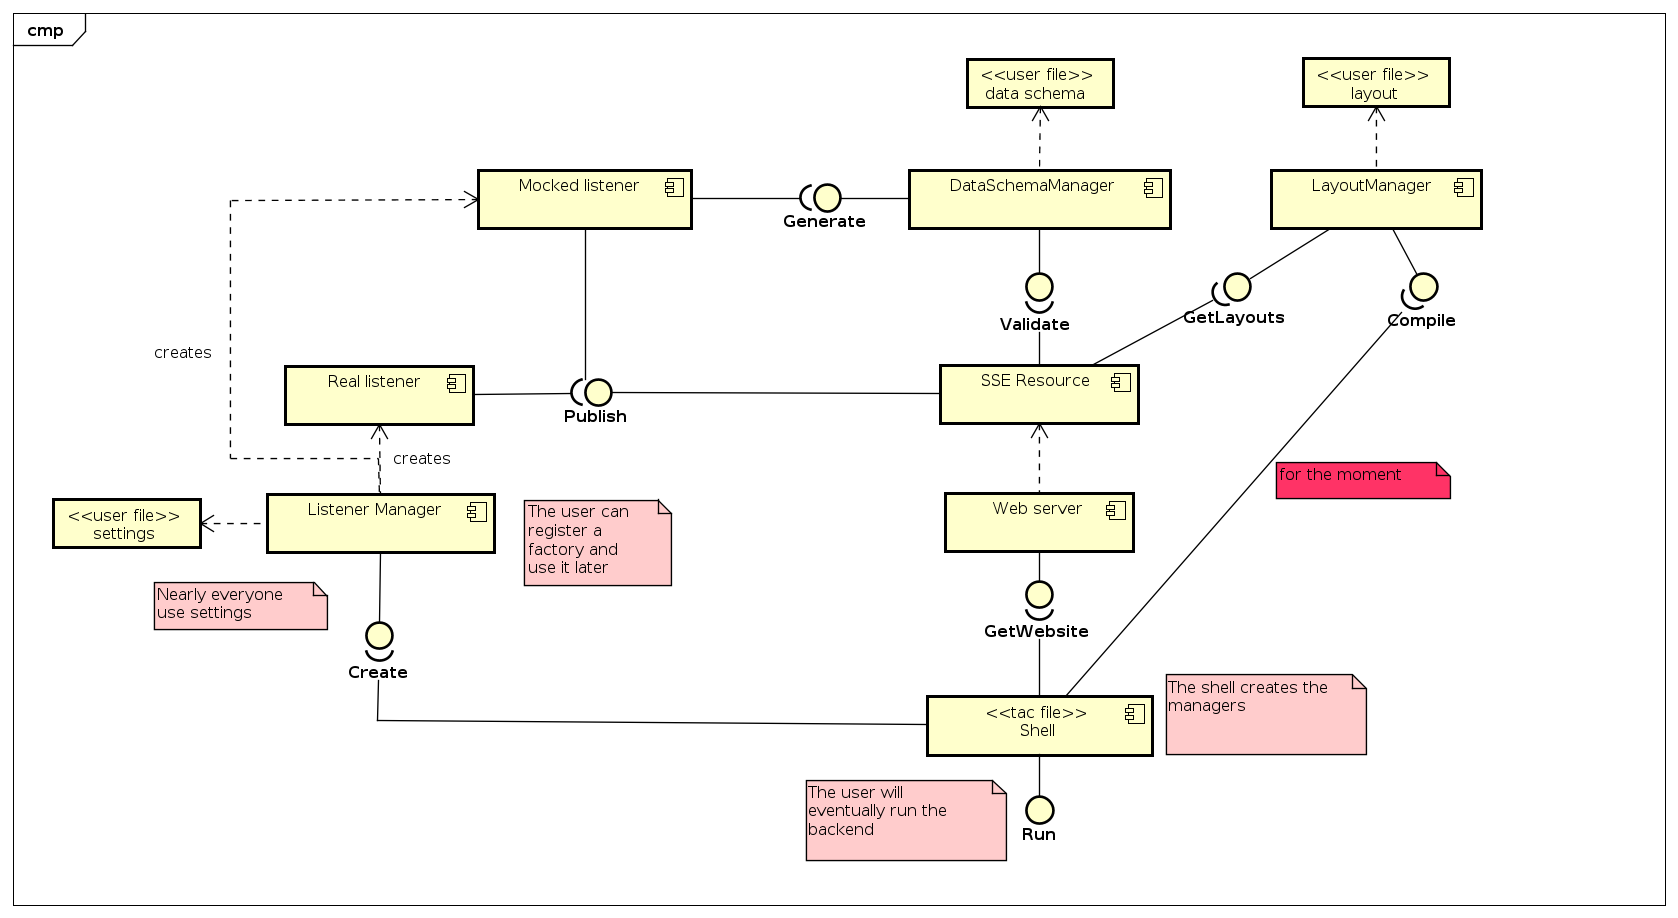 cmp
<<user file>>
data schema
<<user file>>
layout
Mocked listener
DataSchemaManager
LayoutManager
Generate
Validate
GetLayouts
Compile
creates
Real listener
SSE Resource
Publish
creates
for the moment
<<user file>>
settings
Listener Manager
The user can
register a
factory and
use it later
Web server
Nearly everyone
use settings
GetWebsite
Create
<<tac file>>
Shell
The shell creates the
managers
The user will
eventually run the
backend
Run